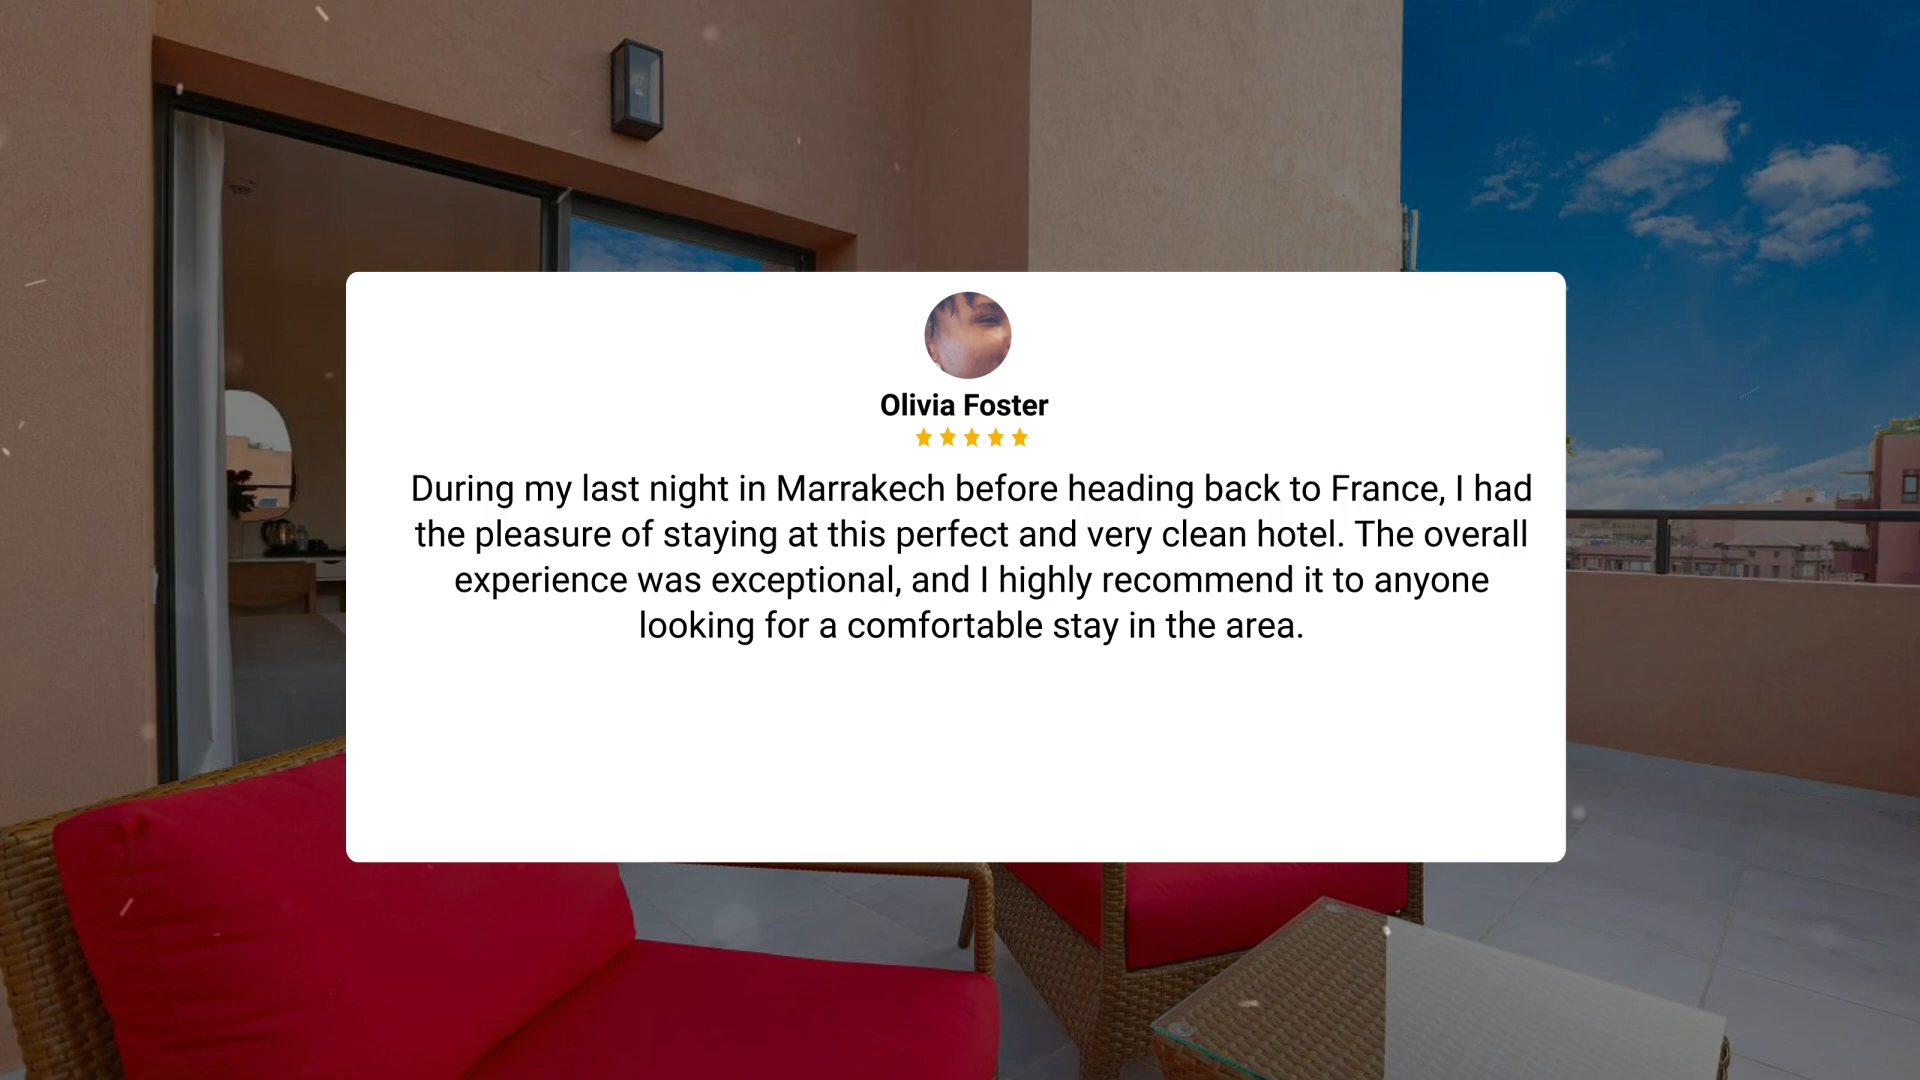 Olivia Foster
During my last night in Marrakech before heading back to France, I had
the pleasure of staying at this perfect and very clean hotel. The overall
experience was exceptional, and I highly recommend it to anyone
looking for a comfortable stay in the area.